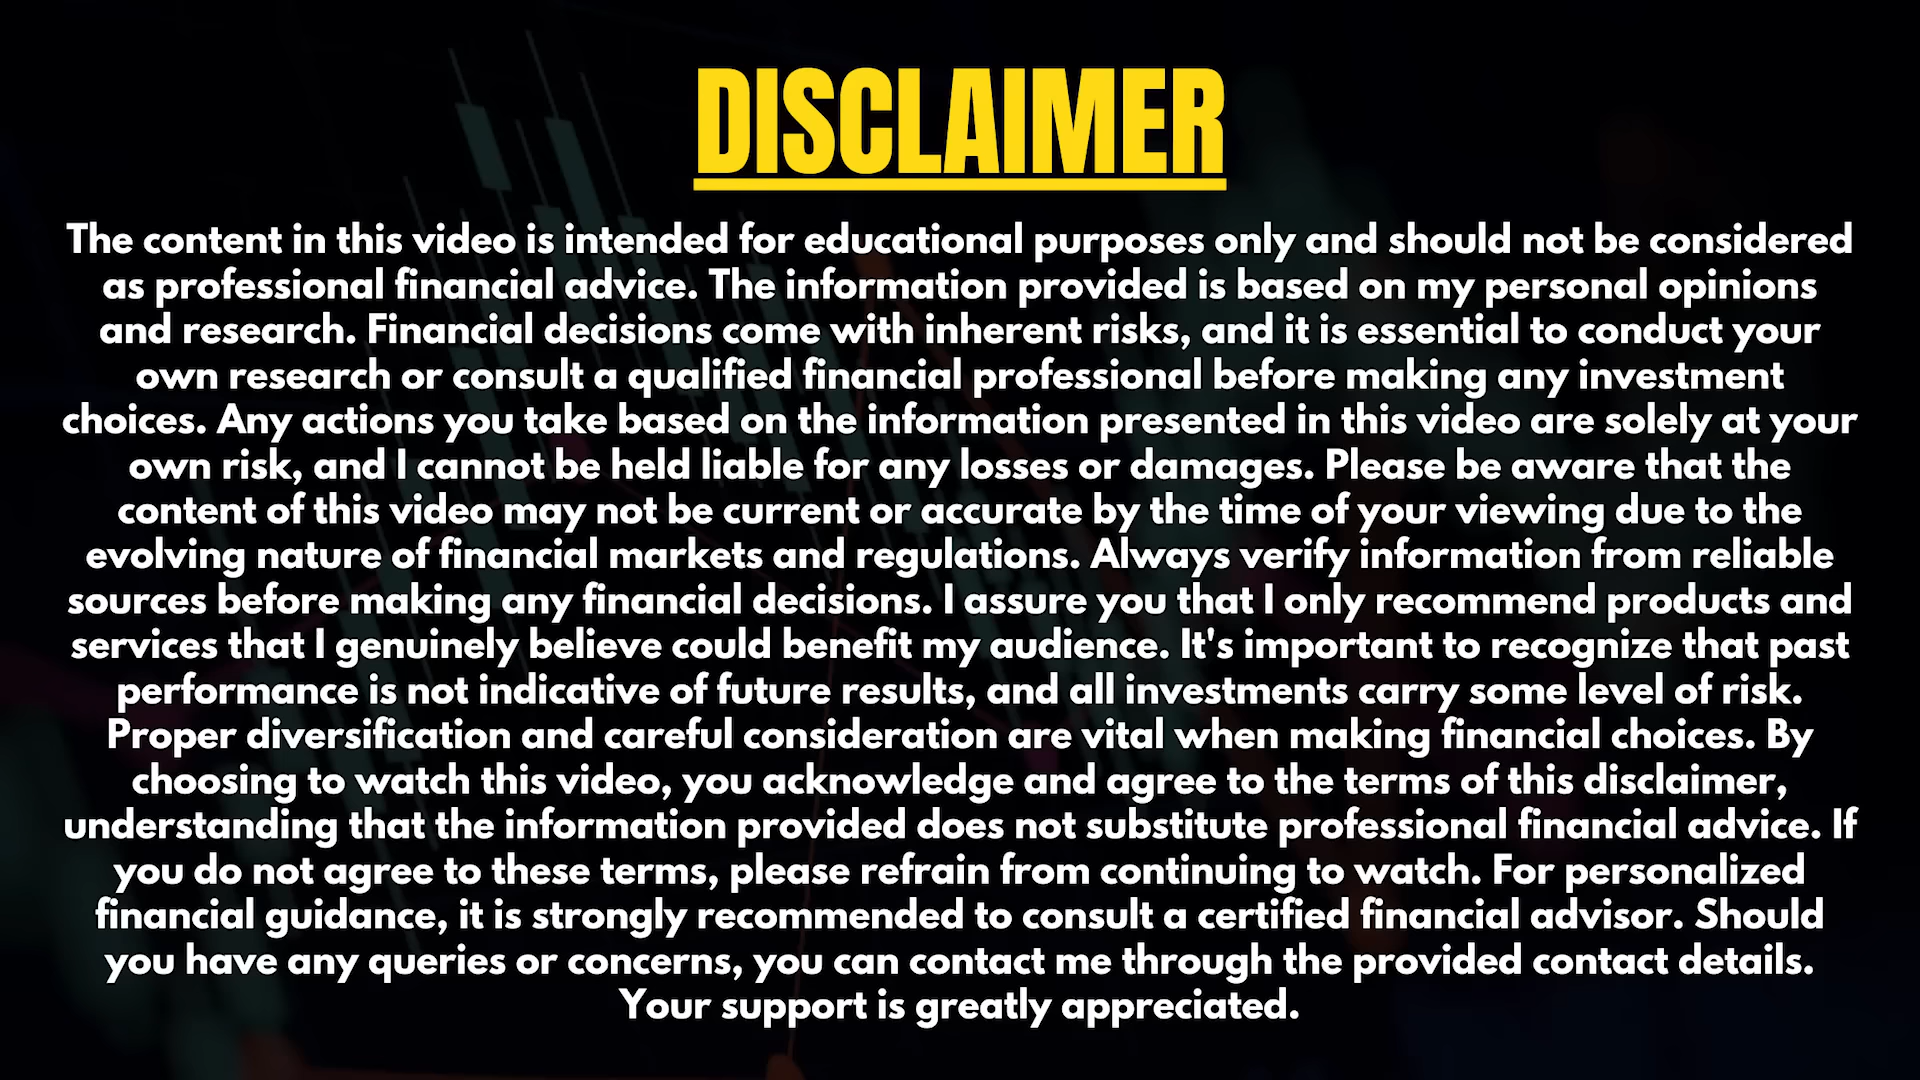 DISCLAIMER
The content in this video is intended for educational purposes only and should not be considered
as professional financial advice. The information provided is based on my personal opinions
and research. Financial decisions come with inherent risks, and it is essential to conduct your
own research or consult a qualified financial professional before making any investment
choices. Any actions you take based on the information presented in this video are solely at your
own risk, and I cannot be held liable for any losses or damages. Please be aware that the
content of this video may not be current or accurate by the time of your viewing due to the
evolving nature of financial markets and regulations. Always verify information from reliable
sources before making any financial decisions. I assure you that I only recommend products and
services that I genuinely believe could benefit my audience. It's important to recognize that past
performance is not indicative of future results, and all investments carry some level of risk.
Proper diversification and careful consideration are vital when making financial choices. By
choosing to watch this video, you acknowledge and agree to the terms of this disclaimer,
understanding that the information provided does not substitute professional financial advice. If
you do not agree to these terms, please refrain from continuing to watch. For personalized
financial guidance, it is strongly recommended to consult a certified financial advisor. Should
you have any queries or concerns, you can contact me through the provided contact details.
Your support is greatly appreciated.